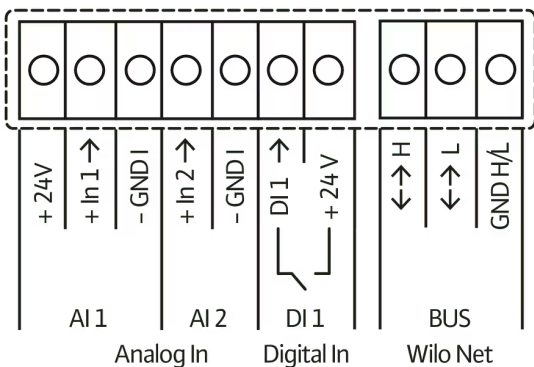 + 24V
+ In 1 →
- GND I
+ In 2 →
- GND I
DI 1 →
+ 24 V
↔ H
↔ L
GND H/L
AI 1 AI 2 DI 1 BUS
Analog In Digital In Wilo Net